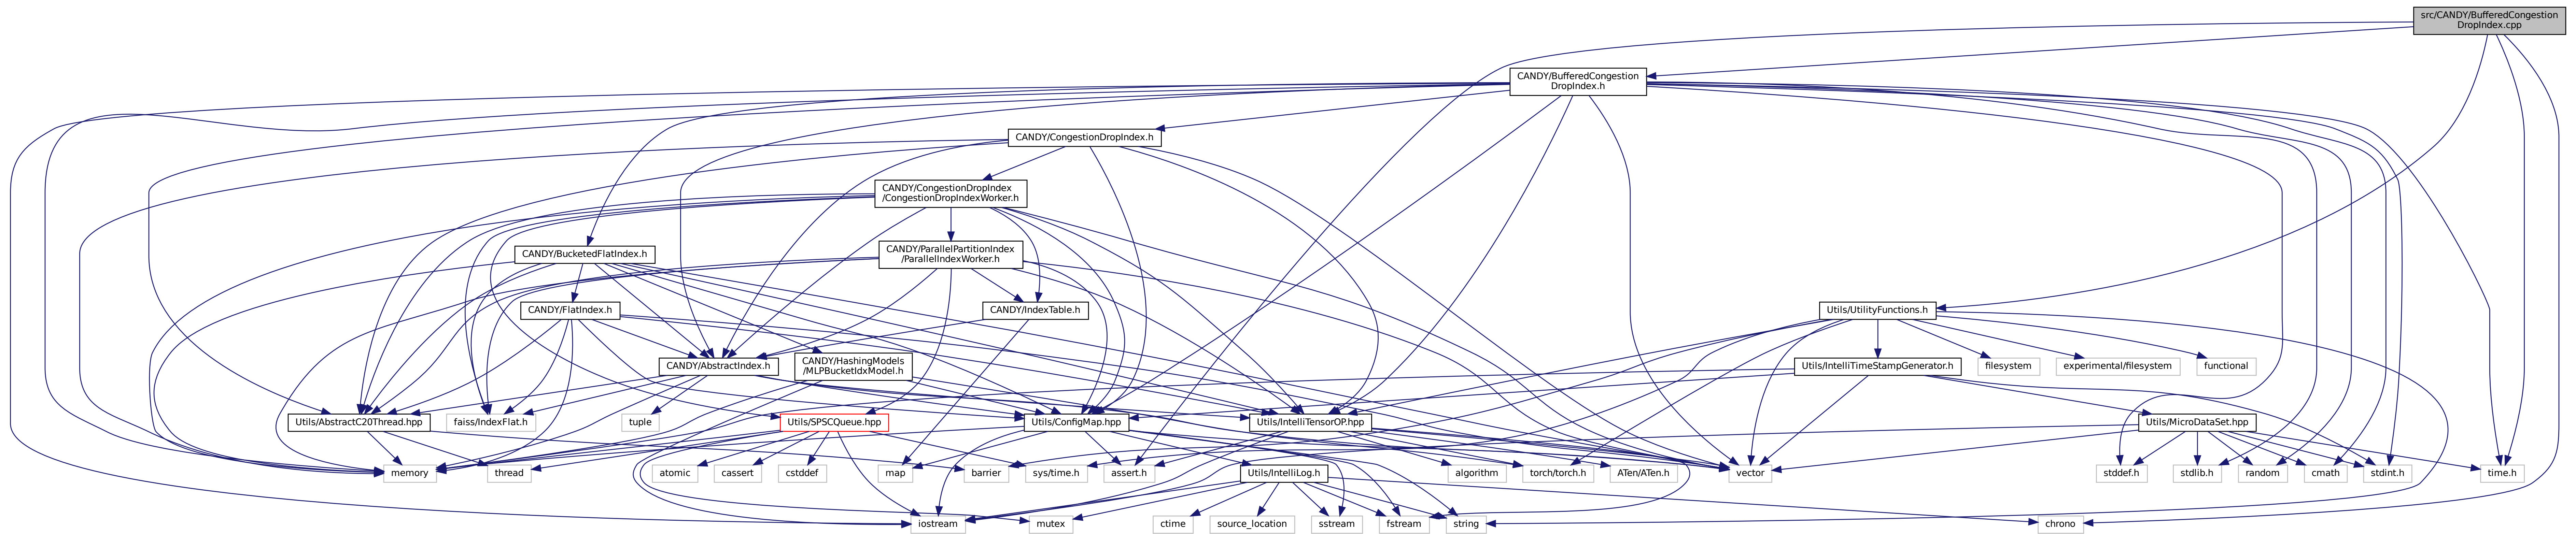 src/CANDY/BufferedCongestion
DropIndex.cpp
CANDY/BufferedCongestion
DropIndex.h
CANDY/CongestionDropIndex.h
CANDY/CongestionDropIndex
/CongestionDropIndexWorker.h
CANDY/BucketedFlatIndex.h
CANDY/ParallelPartitionIndex
/ParallelIndexWorker.h
CANDY/FlatIndex.h
CANDY/IndexTable.h
Utils/UtilityFunctions.h
CANDY/AbstractIndex.h
CANDY/HashingModels
/MLPBucketIdxModel.h
Utils/IntelliTimeStampGenerator.h
filesystem
experimental/filesystem
functional
Utils/AbstractC20Thread.hpp
faiss/IndexFlat.h
tuple
Utils/SPSCQueue.hpp
Utils/ConfigMap.hpp
Utils/IntelliTensorOP.hpp
Utils/MicroDataSet.hpp
memory
thread
atomic
cassert
cstddef
map
barrier
sys/time.h
assert.h
Utils/IntelliLog.h
algorithm
torch/torch.h
ATen/ATen.h
vector
stddef.h
stdlib.h
random
cmath
stdint.h
time.h
iostream
mutex
ctime
source_location
sstream
fstream
string
chrono